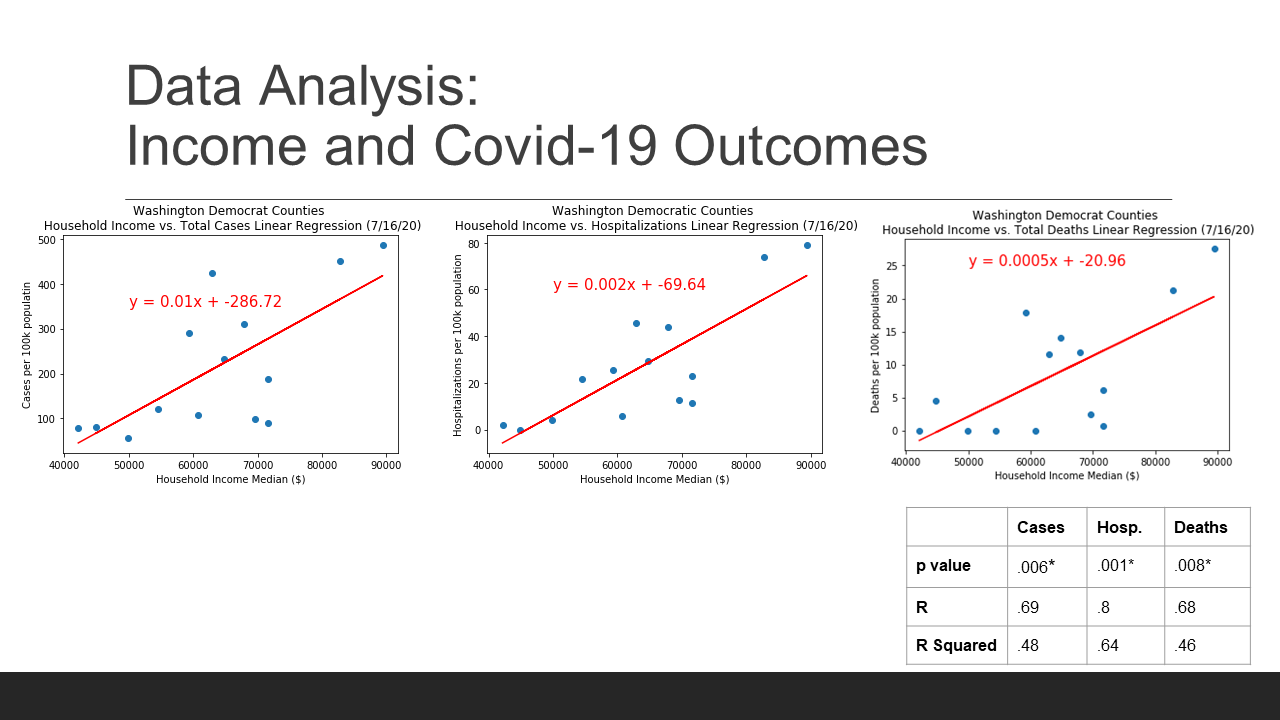 Data Analysis:
Income and Covid-19 Outcomes
Washington Democrat Counties
Household Income vs. Total Cases Linear Regression (7/16/20)
Cases per 100k populatin
500
400
300
200
100
y = 0.01x + -286.72
40000 50000 60000 70000 80000 90000
Household Income Median ($)
Washington Democratic Counties
Household Income vs. Hospitalizations Linear Regression (7/16/20)
Hospitalizations per 100k population
80
60
40
20
0
y = 0.002x + -69.64
40000 50000 60000 70000 80000 90000
Household Income Median ($)
Washington Democrat Counties
Household Income vs. Total Deaths Linear Regression (7/16/20)
Deaths per 100k population
25
20
15
10
5
0
y = 0.0005x + -20.96
40000 50000 60000 70000 80000 90000
Household Income Median ($)
Cases Hosp. Deaths
p value .006* .001* .008*
R .69 .8 .68
R Squared .48 .64 .46